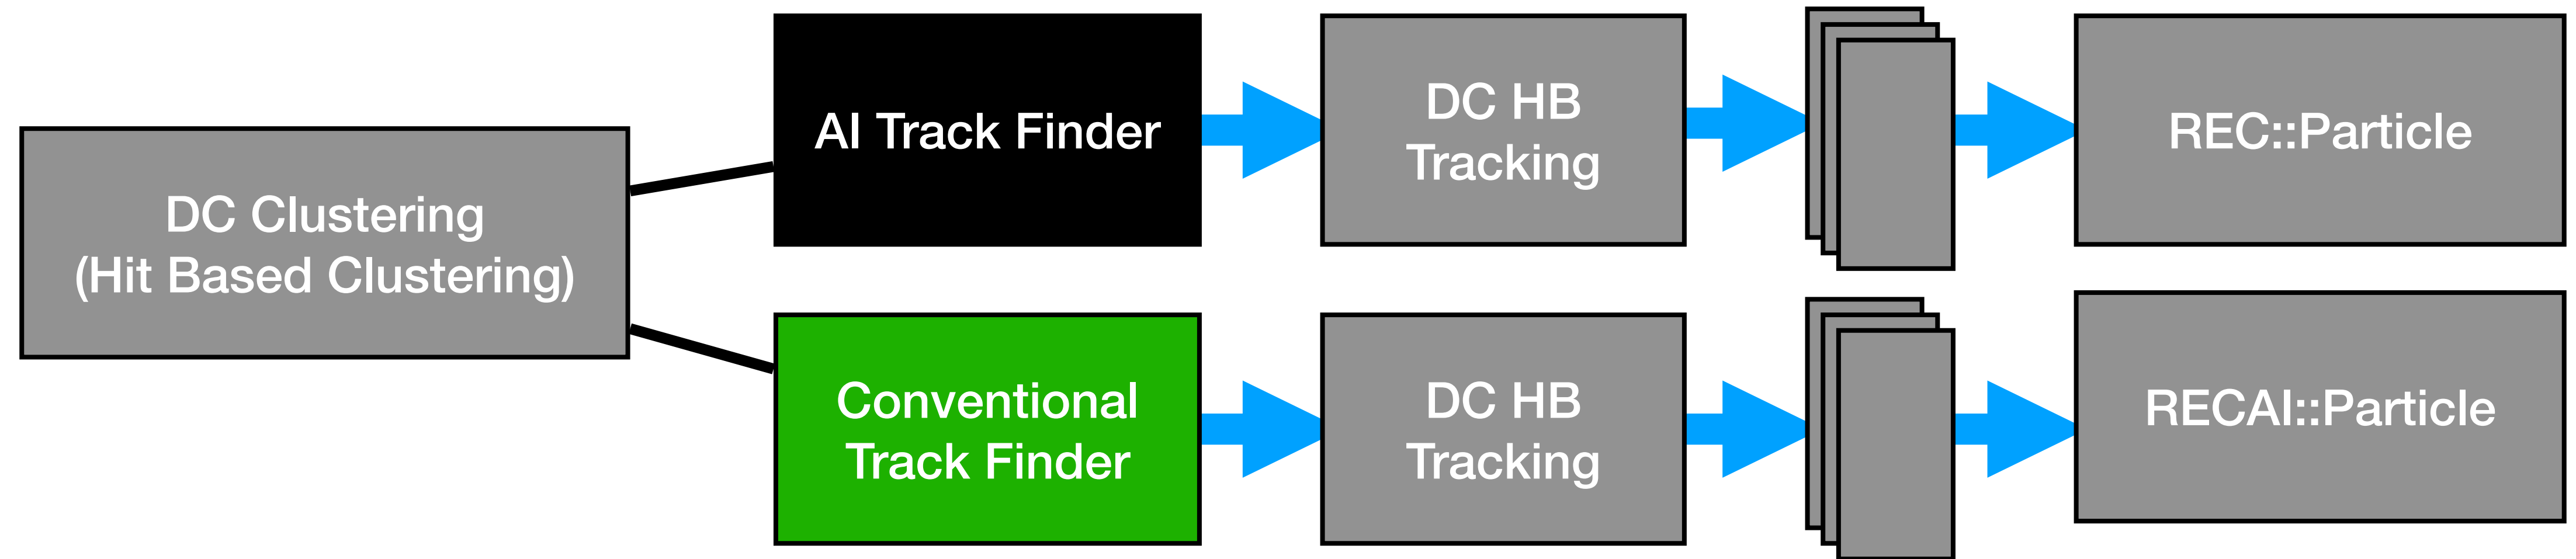 DC Clustering
(Hit Based Clustering)
AI Track Finder
DC HB
Tracking
REC::Particle
Conventional
Track Finder
DC HB
Tracking
RECAI::Particle